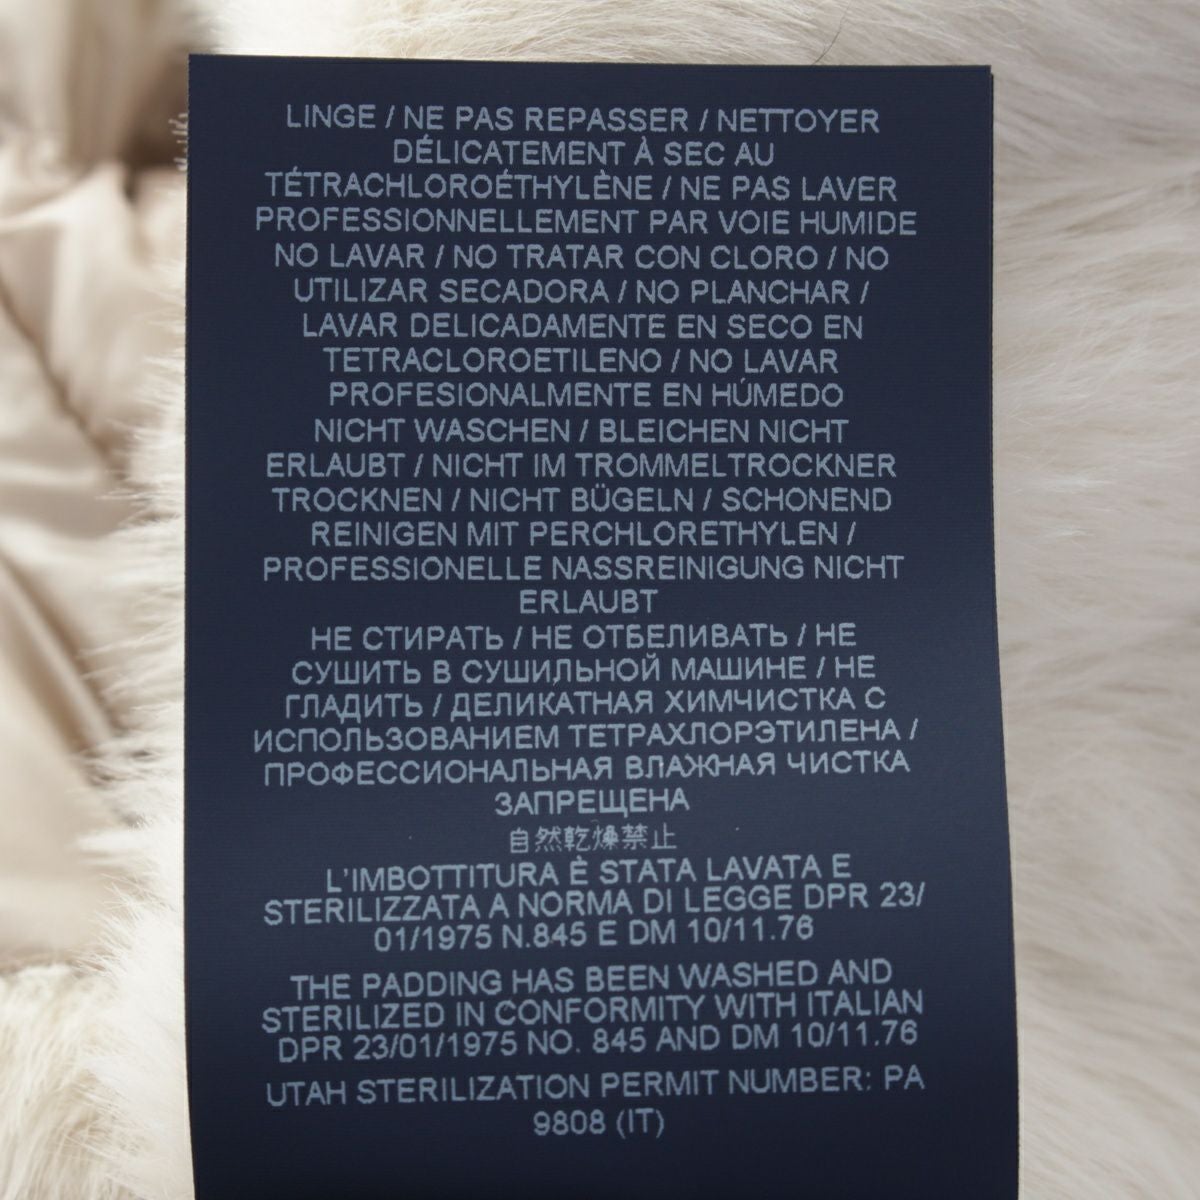 LINGE / NE PAS REPASSER / NETTOYER
DÉLICATEMENT À SEC AU
TÉTRACHLOROÉTHYLÈNE / NE PAS LAVER
PROFESSIONNELLEMENT PAR VOIE HUMIDE
NO LAVAR / NO TRATAR CON CLORO / NO
UTILIZAR SECADORA / NO PLANCHAR /
LAVAR DELICADAMENTE EN SECO EN
TETRACLOROETILENO / NO LAVAR
PROFESIONALMENTE EN HÚMEDO
NICHT WASCHEN / BLEICHEN NICHT
ERLAUBT / NICHT IM TROMMELTROCKNER
TROCKNEN / NICHT BÜGELN / SCHONEND
REINIGEN MIT PERCHLORETHYLEN /
PROFESSIONELLE NASSREINIGUNG NICHT
ERLAUBT
НЕ СТИРАТЬ / НЕ ОТБЕЛИВАТЬ / НЕ
СУШИТЬ В СУШИЛЬНОЙ МАШИНЕ / НЕ
ГЛАДИТЬ / ДЕЛИКАТНАЯ ХИМЧИСТКА С
ИСПОЛЬЗОВАНИЕМ ТЕТРАХЛОРЭТИЛЕНА /
ПРОФЕССИОНАЛЬНАЯ ВЛАЖНАЯ ЧИСТКА
ЗАПРЕЩЕНА
自然乾燥禁止
L'IMBOTTITURA È STATA LAVATA E
STERILIZZATA A NORMA DI LEGGE DPR 23/
01/1975 N.845 E DM 10/11.76
THE PADDING HAS BEEN WASHED AND
STERILIZED IN CONFORMITY WITH ITALIAN
DPR 23/01/1975 NO. 845 AND DM 10/11.76
UTAH STERILIZATION PERMIT NUMBER: PA
9808 (IT)